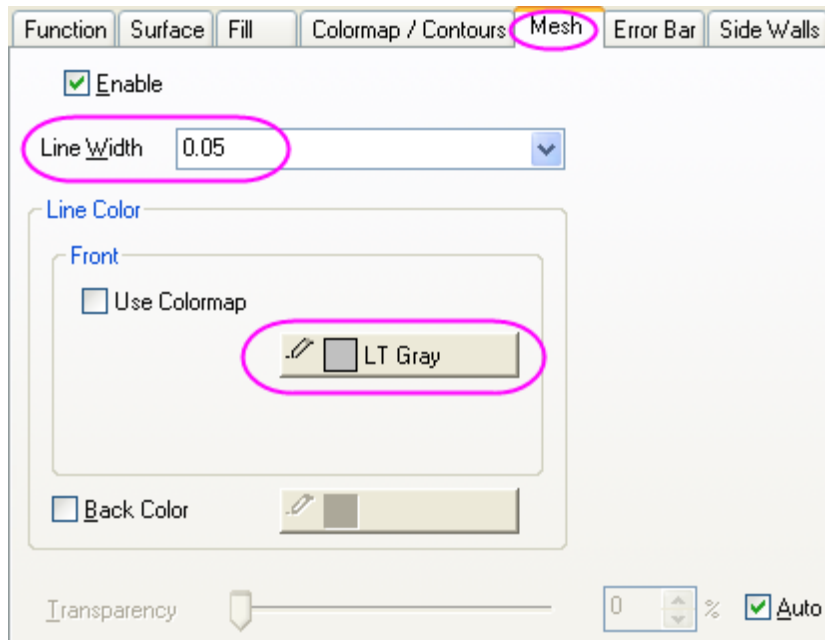 Function Surface Fill Colormap / Contours Mesh Error Bar Side Walls
Enable
Line Width 0.05
Line Color
Front
Use Colormap
LT Gray
Back Color
Transparency 0 % Auto